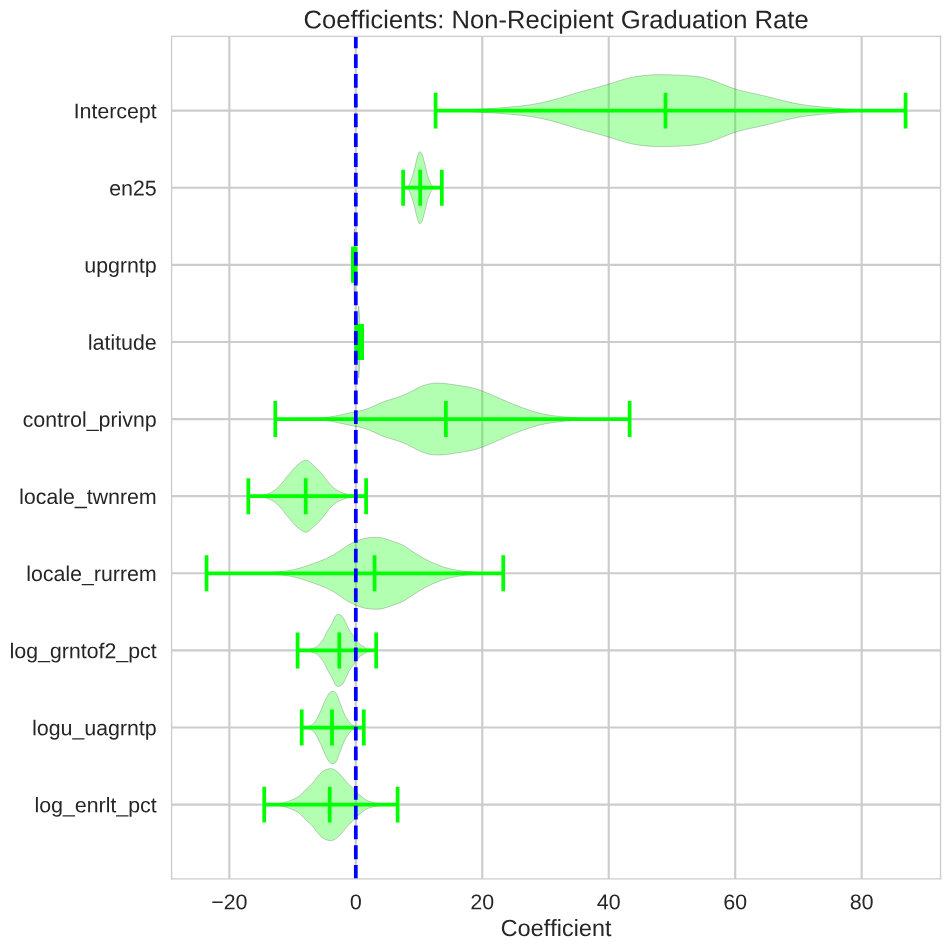 Coefficients: Non-Recipient Graduation Rate
Intercept
en25
upgrntp
latitude
control_privnp
locale_twnrem
locale_rurrem
log_grntof2_pct
logu_uagrntp
log_enrlt_pct
−20 0 20 40 60 80
Coefficient